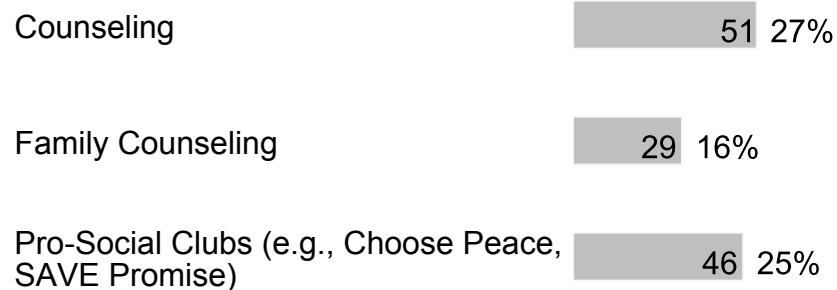 Counseling 51 27%
Family Counseling 29 16%
Pro-Social Clubs (e.g., Choose Peace,
SAVE Promise) 46 25%